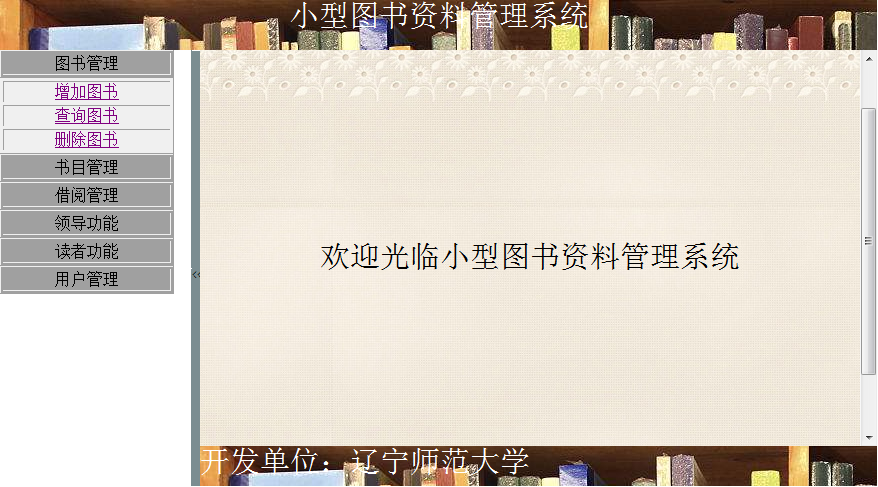 小型图书资料管理系统
图书管理
增加图书
查询图书
删除图书
书目管理
借阅管理
领导功能
读者功能
用户管理
欢迎光临小型图书资料管理系统
开发单位：辽宁师范大学